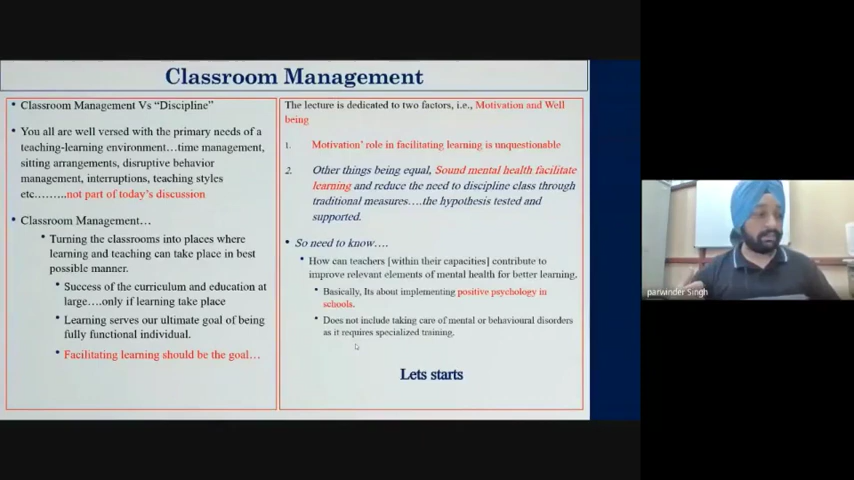 Classroom Management
• Classroom Management Vs “Discipline”
• You all are well versed with the primary needs of a
teaching-learning environment…time management,
sitting arrangements, disruptive behavior
management, interruptions, teaching styles
etc………not part of today’s discussion
• Classroom Management…
• Turning the classrooms into places where
learning and teaching can take place in best
possible manner.
• Success of the curriculum and education at
large….only if learning take place
• Learning serves our ultimate goal of being
fully functional individual.
• Facilitating learning should be the goal…
The lecture is dedicated to two factors, i.e., Motivation and Well
being
1. Motivation’ role in facilitating learning is unquestionable
2. Other things being equal, Sound mental health facilitate
learning and reduce the need to discipline class through
traditional measures….the hypothesis tested and
supported.
• So need to know….
• How can teachers [within their capacities] contribute to
improve relevant elements of mental health for better learning.
• Basically, Its about implementing positive psychology in
schools.
• Does not include taking care of mental or behavioural disorders
as it requires specialized training.
Lets starts
parwinder Singh